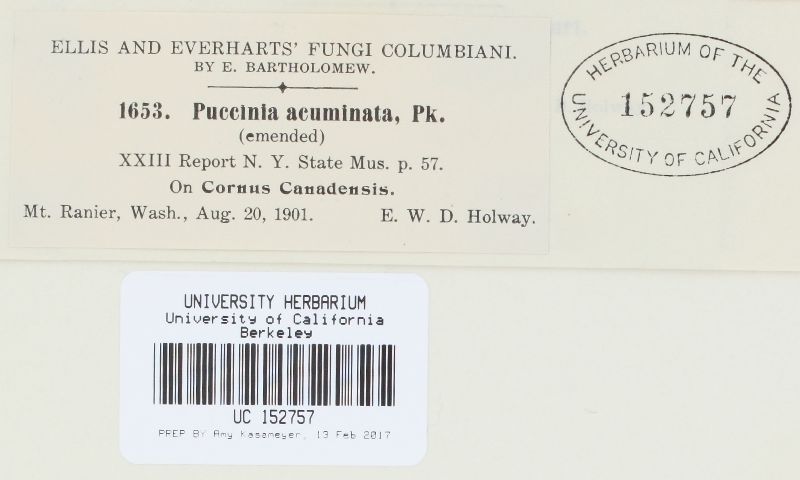 ELLIS AND EVERHARTS' FUNGI COLUMBIANI.
BY E. BARTHOLOMEW.
1653. Puccinia acuminata, Pk.
(emended)
XXIII Report N. Y. State Mus. p. 57.
On Cornus Canadensis.
Mt. Ranier, Wash., Aug. 20, 1901. E. W. D. Holway.
HERBARIUM OF THE
152757
UNIVERSITY OF CALIFORNIA
UNIVERSITY HERBARIUM
University of California
Berkeley
UC 152757
PREP BY Amy Kasameyer, 13 Feb 2017